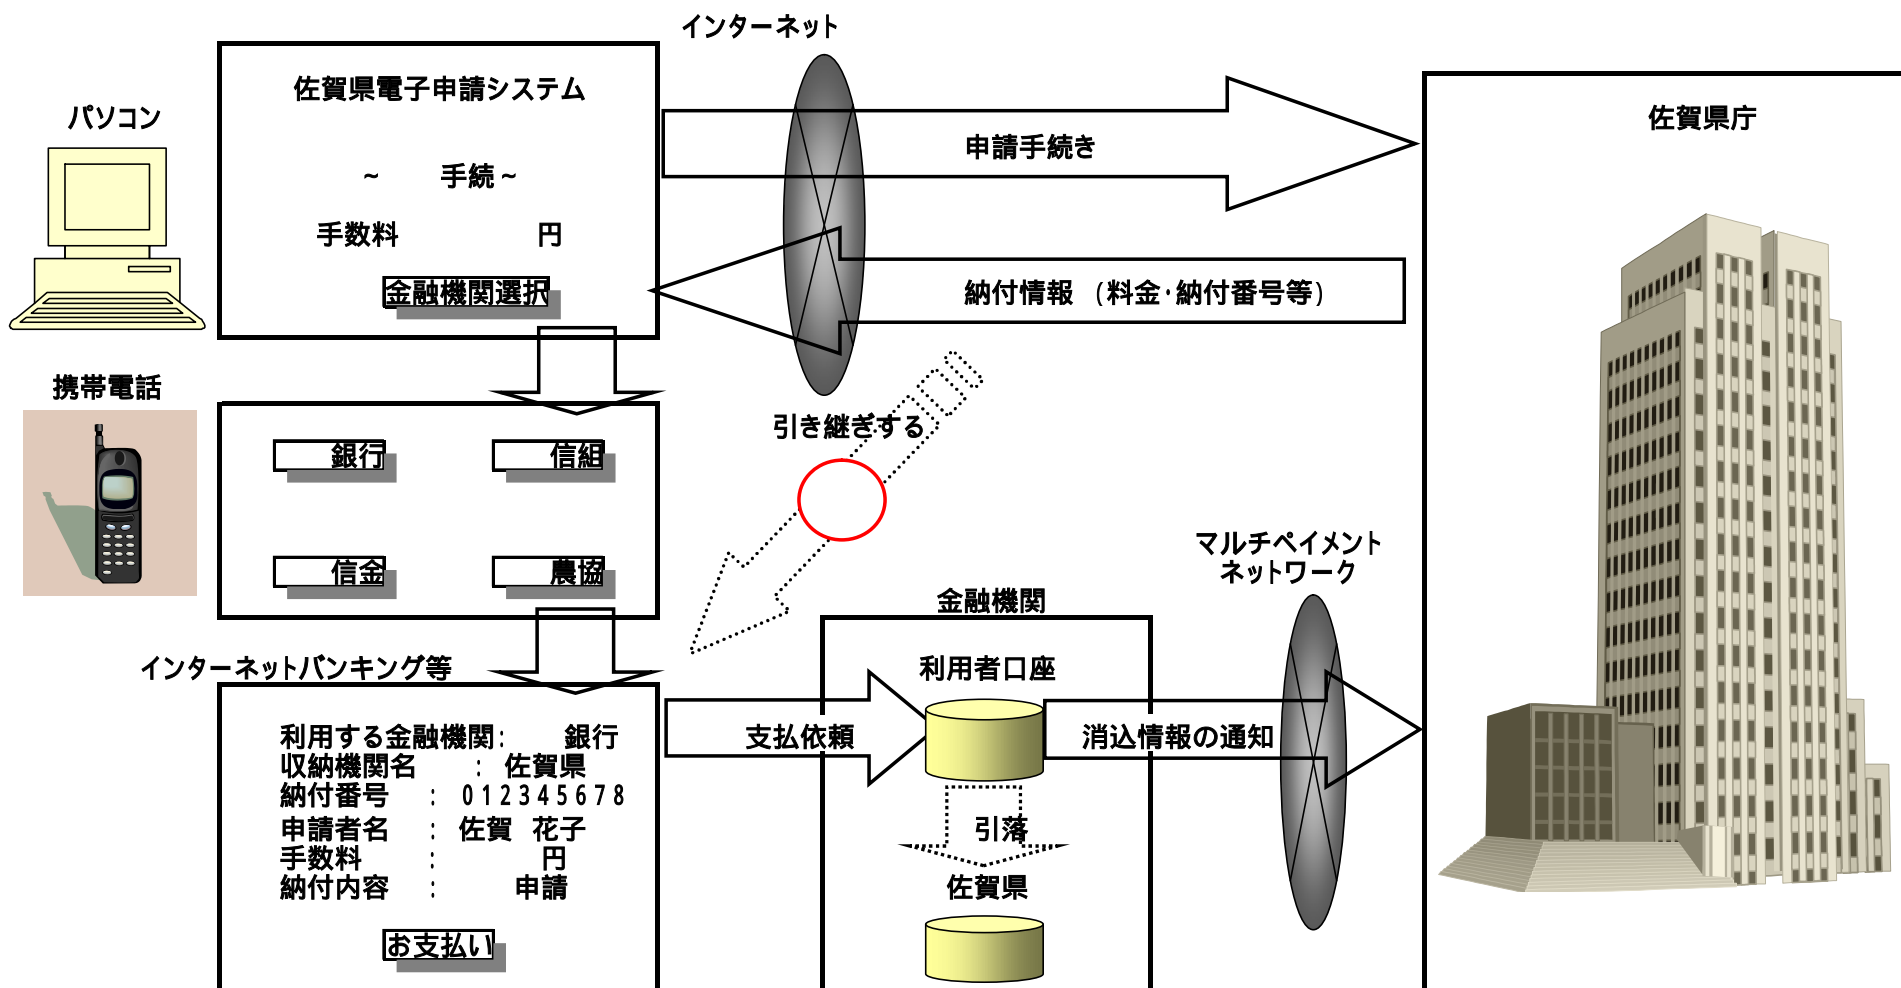 インターネット
佐賀県電子申請システム
パソコン
佐賀県庁
申請手続き
~ 手続~
手数料 円
金融機関選択
納付情報 (料金・納付番号等)
携帯電話
引き継ぎする
銀行 信組
信金 農協
マルチペイメント
ネットワーク
金融機関
インターネットバンキング等
利用者口座
利用する金融機関: 銀行
収納機関名 : 佐賀県
納付番号 : 012345678
申請者名 : 佐賀 花子
手数料 : 円
納付内容 : 申請
お支払い
支払依頼
消込情報の通知
引落
佐賀県